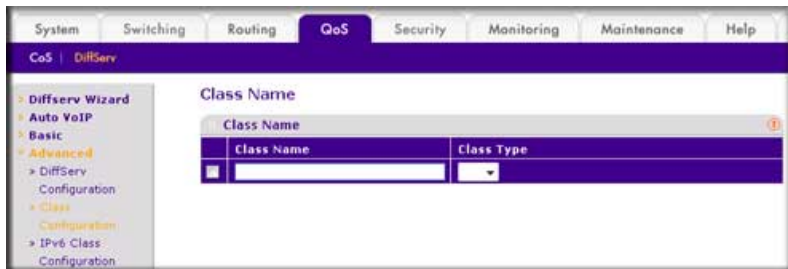 System Switching Routing QoS Security Monitoring Maintenance Help
CoS | DiffServ
Diffserv Wizard
Auto VoIP
Basic
Advanced
» DiffServ
Configuration
» Class
Configuration
» IPv6 Class
Configuration
Class Name
Class Name
Class Name Class Type